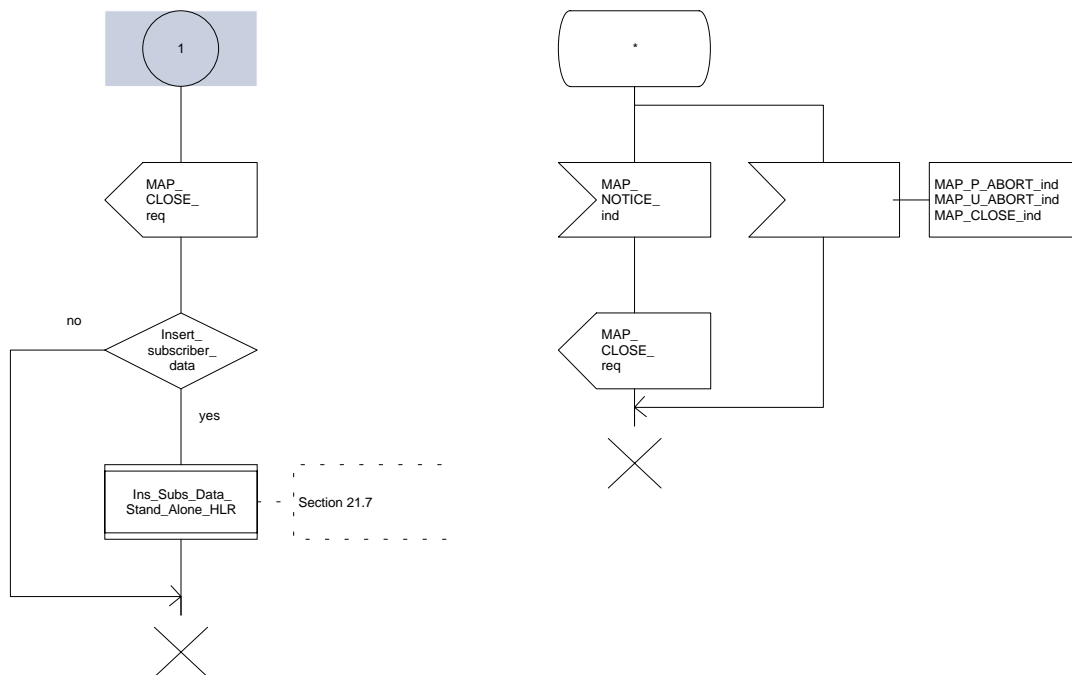 1
MAP_
CLOSE_
req
no
Insert_
subscriber_
data
yes
Ins_Subs_Data_
Stand_Alone_HLR
Section 21.7
*
MAP_
NOTICE_
ind
MAP_P_ABORT_ind
MAP_U_ABORT_ind
MAP_CLOSE_ind
MAP_
CLOSE_
req